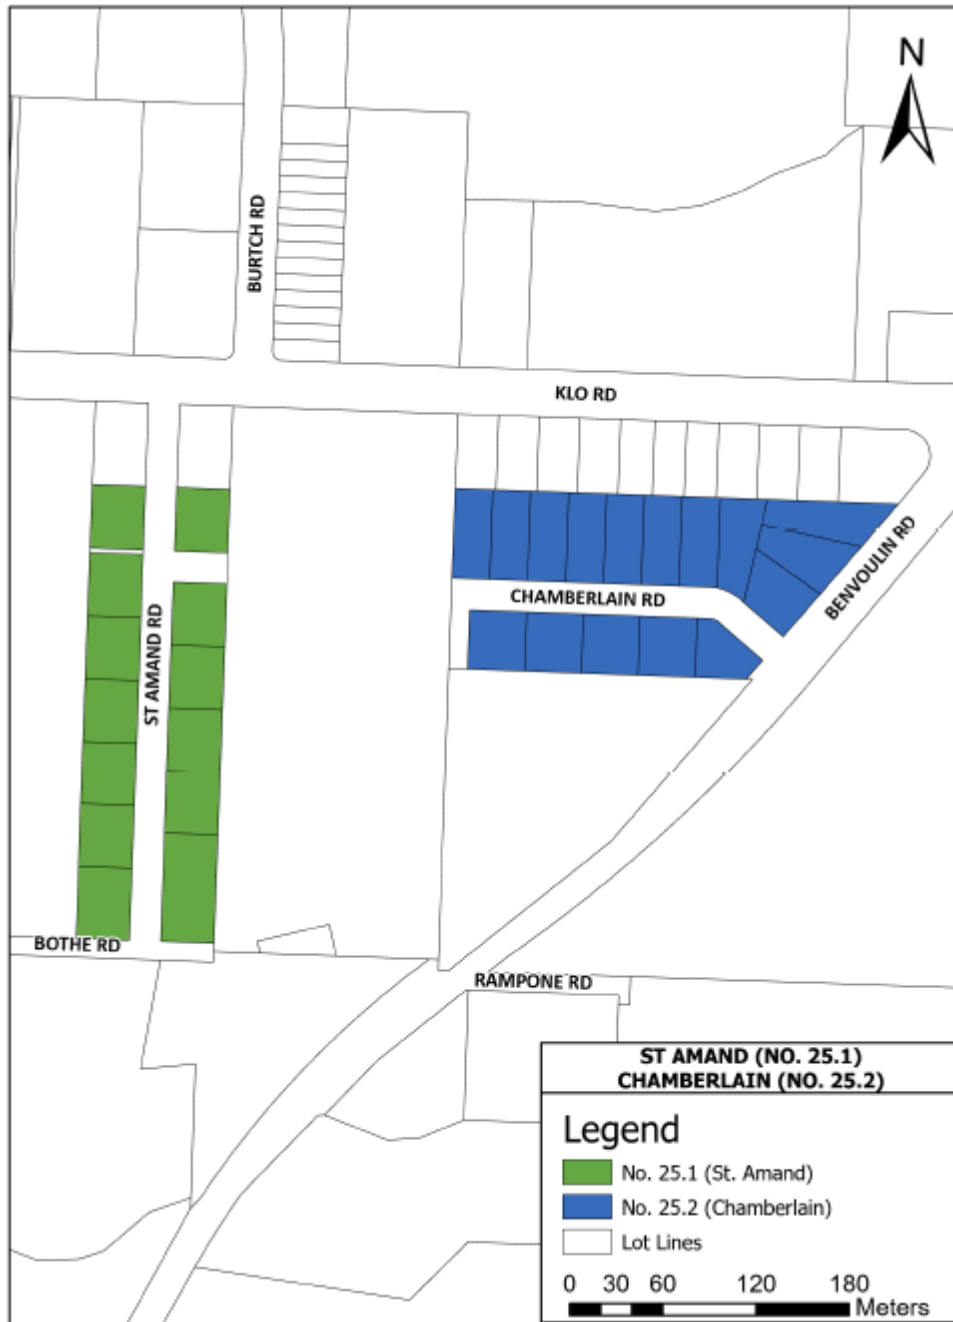 N
BURTCH RD
KLO RD
CHAMBERLAIN RD
BENVOULIN RD
ST AMAND RD
BOTHE RD
RAMPONE RD
ST AMAND (NO. 25.1)
CHAMBERLAIN (NO. 25.2)
Legend
No. 25.1 (St. Amand)
No. 25.2 (Chamberlain)
Lot Lines
0 30 60 120 180
Meters